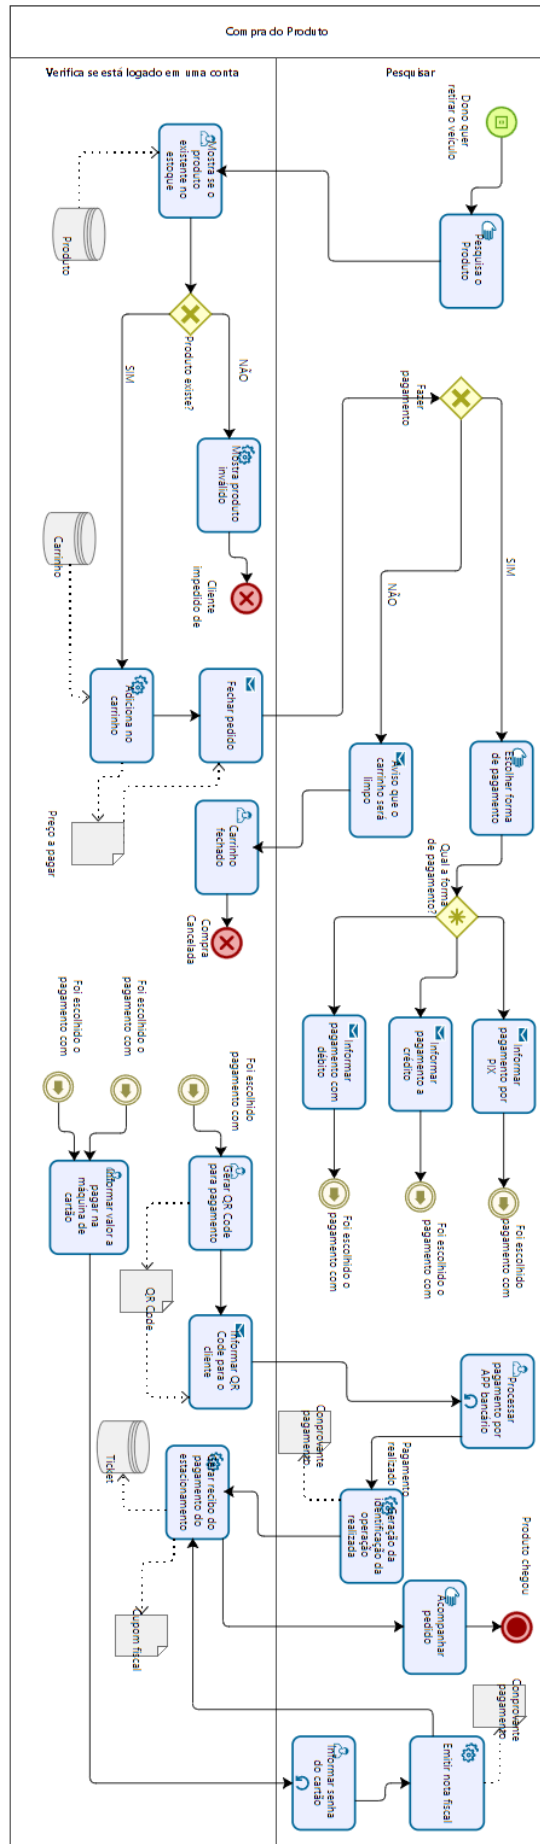 Compra do Produto
Verifica se está logado em uma conta
Pesquisar
Dono quer
retirar o veículo
Pesquisa o
Produto
Mostra se o
produto
existente no
estoque
Produto
Produto existe?
NÃO
SIM
Mostra produto
inválido
Cliente
impedido de
Carrinho
Adiciona no
carrinho
Preço a pagar
Fechar pedido
Fazer
pagamento
SIM
NÃO
Aviso que o
carrinho será
limpo
Carrinho
fechado
Compra
Cancelada
Escolher forma
de pagamento
Qual a forma
de pagamento?
Informar
pagamento por
PIX
Informar
pagamento a
crédito
Informar
pagamento com
débito
Foi escolhido
pagamento com
Foi escolhido o
pagamento com
Foi escolhido o
pagamento com
Foi escolhido
pagamento com
Foi escolhido o
pagamento com
Foi escolhido o
pagamento com
Gerar QR Code
para pagamento
QR Code
Informar QR
Code para o
cliente
Informar valor a
pagar na
máquina de
cartão
Processar
pagamento por
APP bancário
Pagamento
realizado
Geração da
identificação da
operação
realizada
Conprovante
pagamento
Gerar recibo do
pagamento do
estacionamento
Ticket
Cupom fiscal
Acompanhar
pedido
Produto chegou
Informar senha
do cartão
Emitir nota fiscal
Conprovante
pagamento